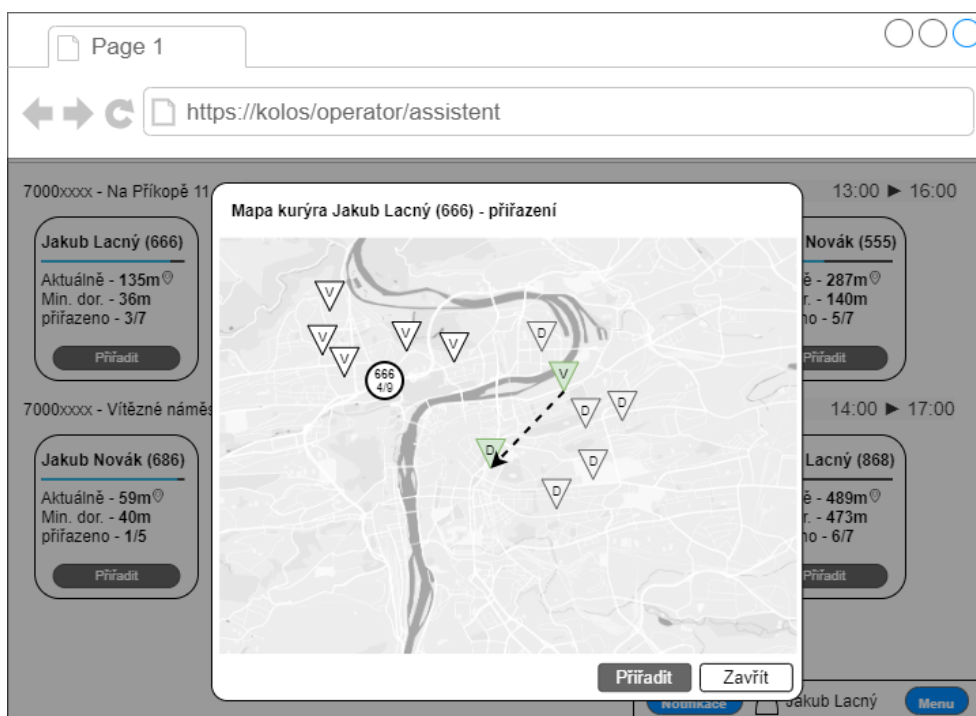 Page 1
https://kolos/operator/assistent
7000xxxx - Na Příkopě 11
13:00 ► 16:00
Mapa kurýra Jakub Lacný (666) - přiřazení
Jakub Lacný (666)
Aktuálně - 135m
Min. dor. - 36m
přiřazeno - 3/7
Přiřadit
Novák (555)
ě - 287m
r. - 140m
no - 5/7
Přiřadit
V
V
V
V
V
D
666
4/9
V
D
D
D
D
D
7000xxxx - Vítězné náměs
14:00 ► 17:00
Jakub Novák (686)
Aktuálně - 59m
Min. dor. - 40m
přiřazeno - 1/5
Přiřadit
Lacný (868)
ě - 489m
r. - 473m
no - 6/7
Přiřadit
Přiřadit
Zavřít
Notifikace
Jakub Lacný
Menu